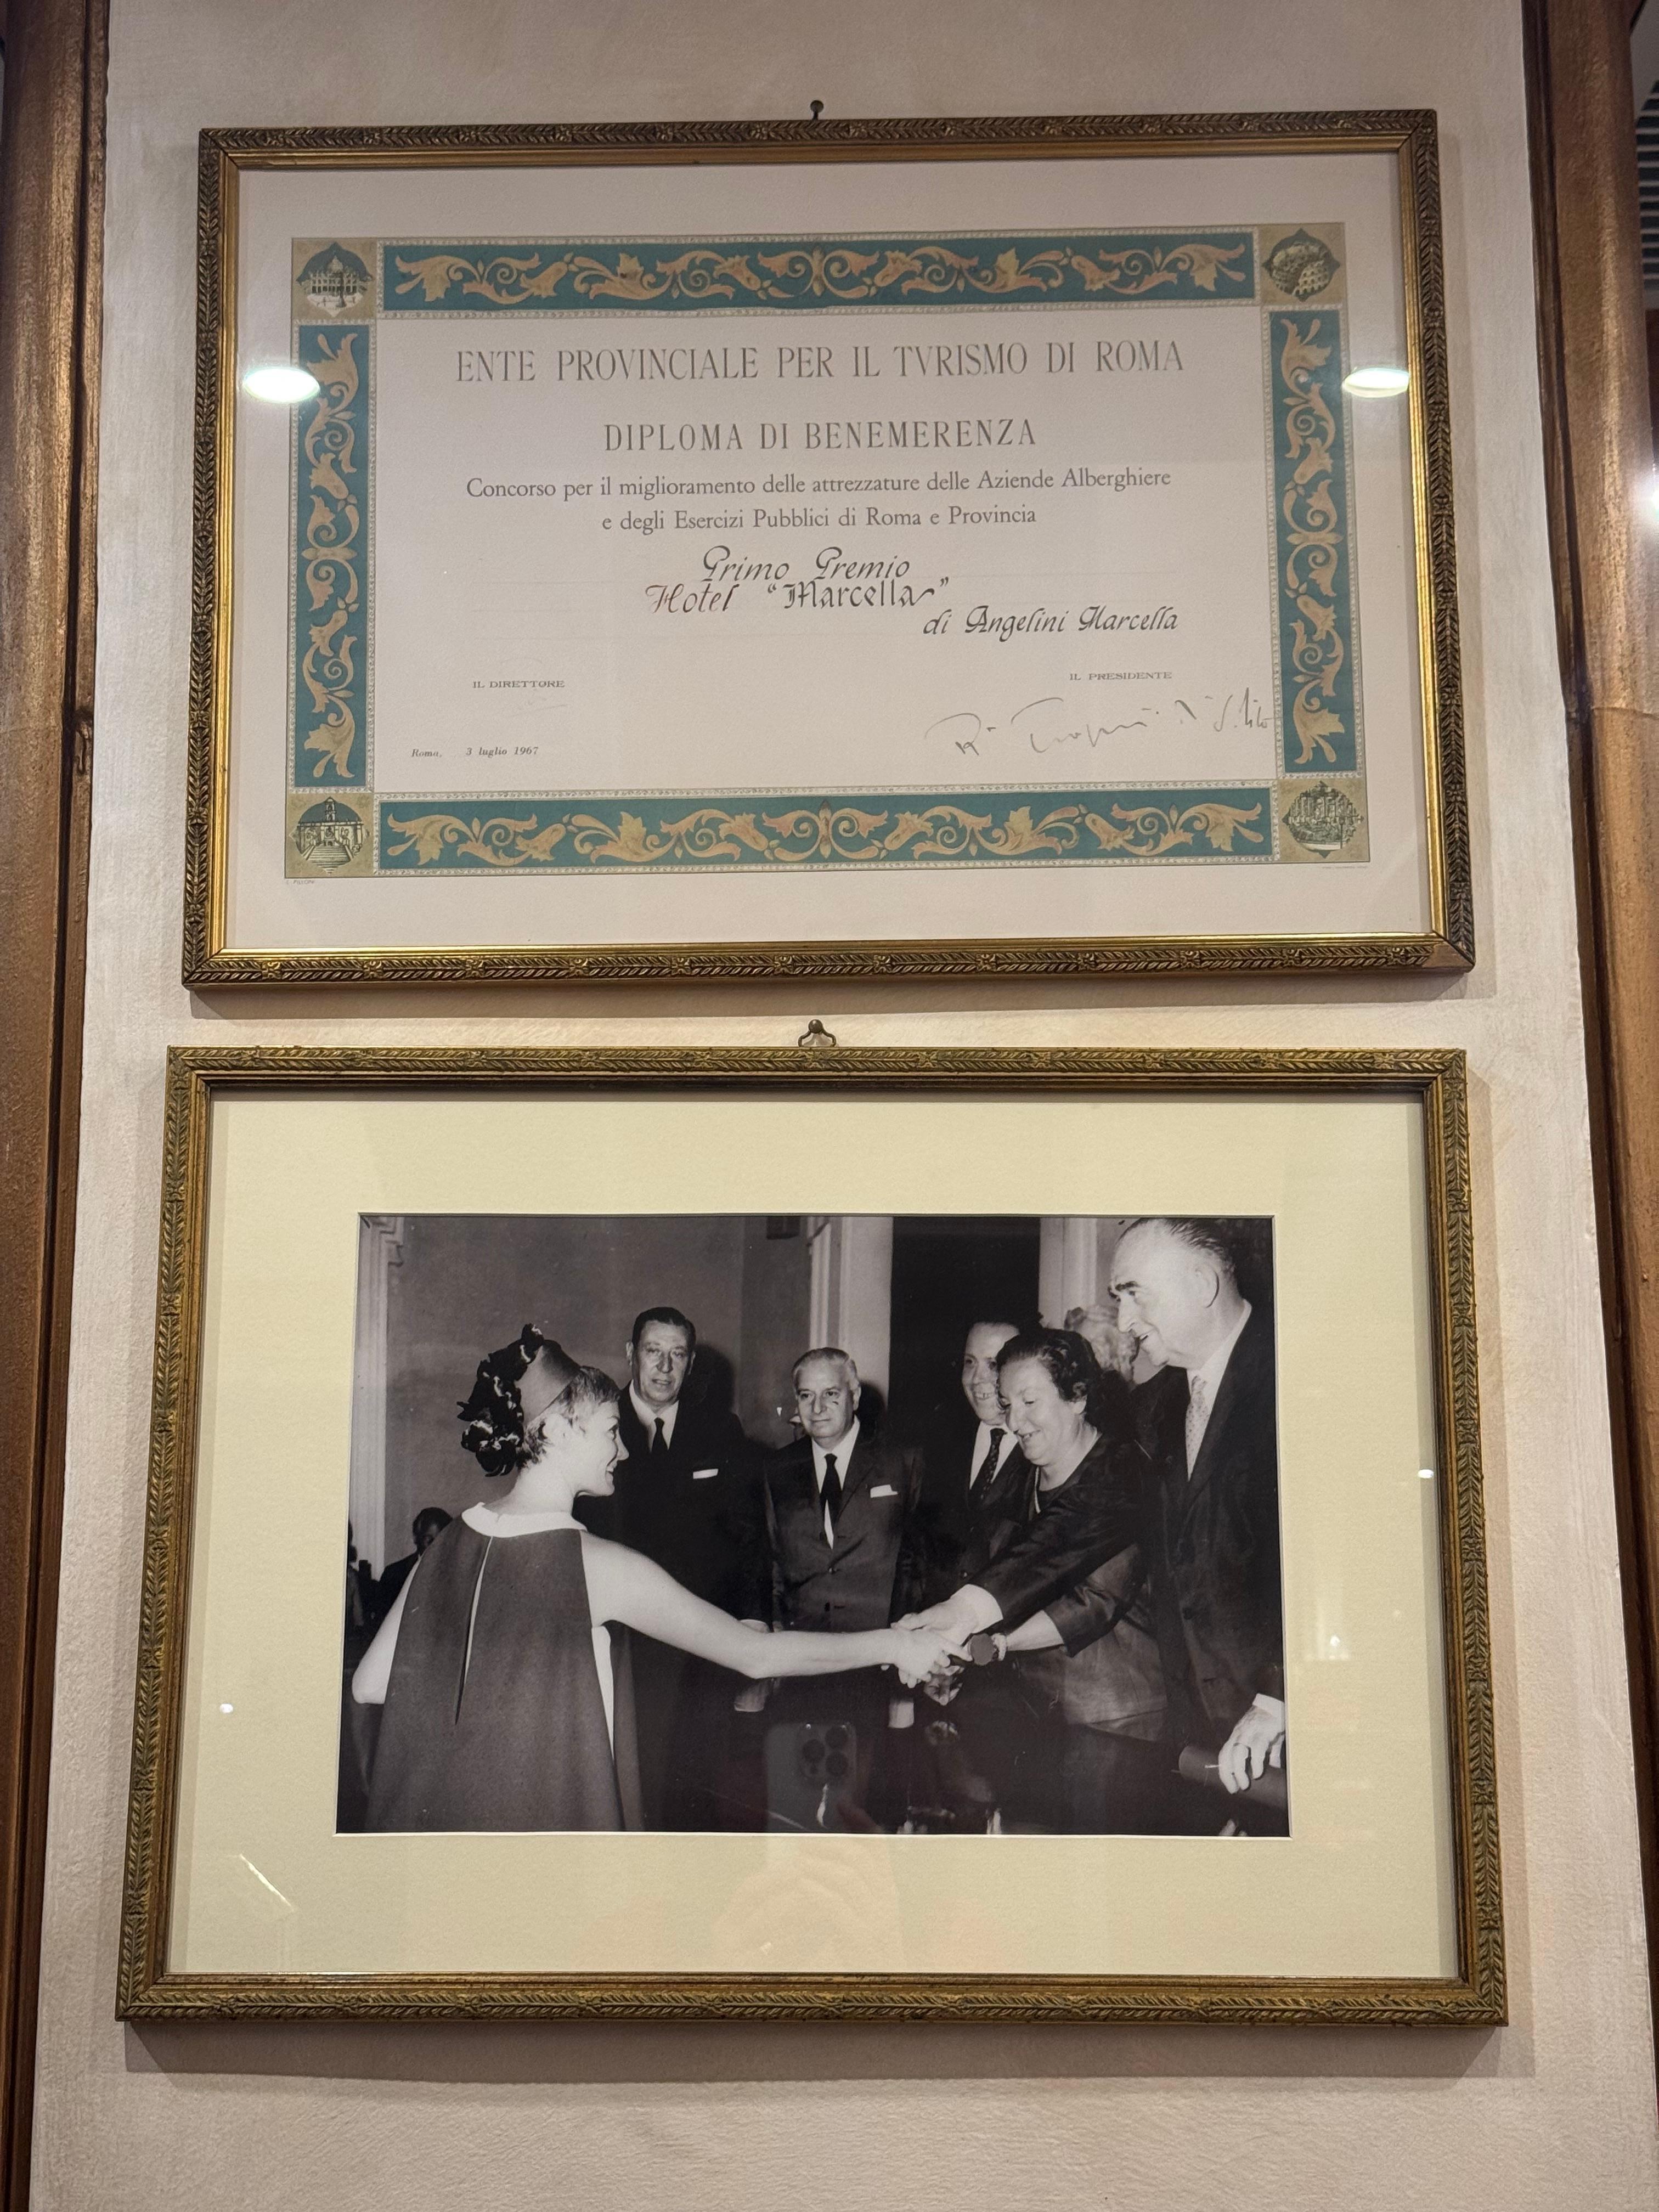 ENTE PROVINCIALE PER IL TVRISMO DI ROMA
DIPLOMA DI BENEMERENZA
Concorso per il miglioramento delle attrezzature delle Aziende Alberghiere
e degli Esercizi Pubblici di Roma e Provincia
Primo Premio
Hotel "Marcella"
di Angelini Marcella
IL DIRETTORE
IL PRESIDENTE
Roma, 3 luglio 1967